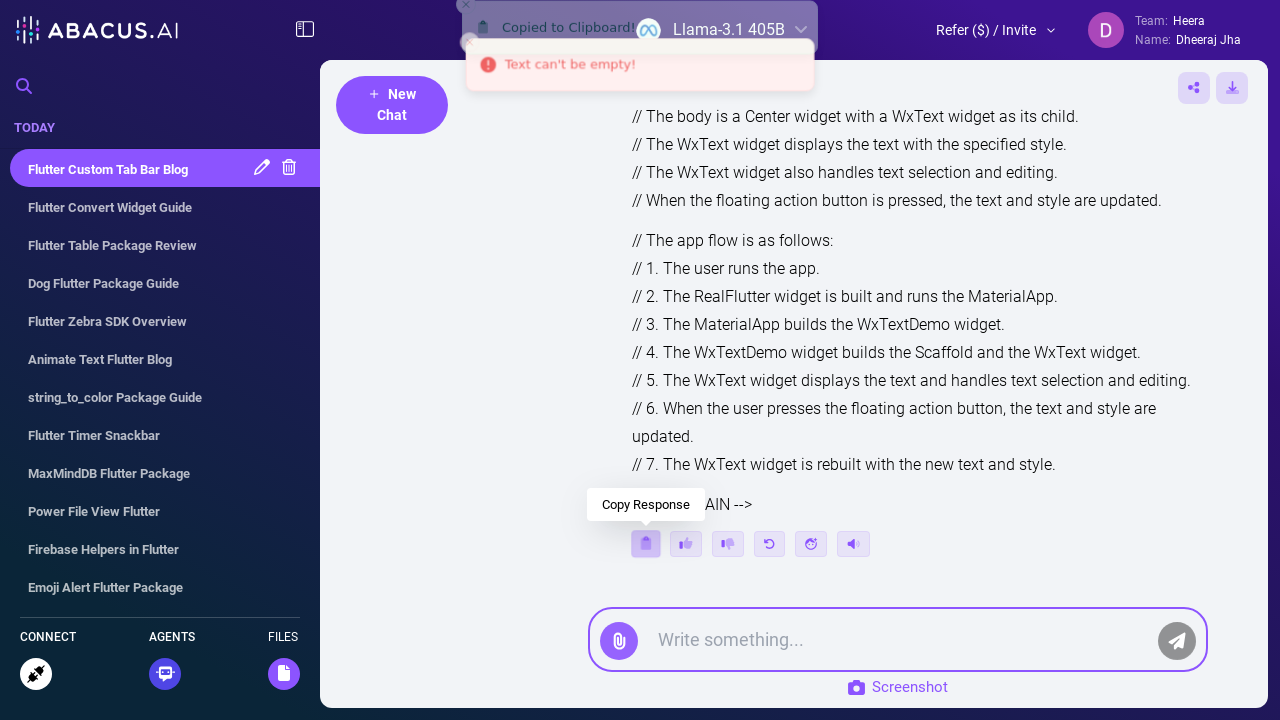 ABACUS.AI
Copied to Clipboard!
Llama-3.1 405B
Text can't be empty!
Refer ($) / Invite
D
Team: Heera
Name: Dheeraj Jha
TODAY
Flutter Custom Tab Bar Blog
Flutter Convert Widget Guide
Flutter Table Package Review
Dog Flutter Package Guide
Flutter Zebra SDK Overview
Animate Text Flutter Blog
string_to_color Package Guide
Flutter Timer Snackbar
MaxMindDB Flutter Package
Power File View Flutter
Firebase Helpers in Flutter
Emoji Alert Flutter Package
CONNECT
AGENTS
FILES
+ New
Chat
// The body is a Center widget with a WxText widget as its child.
// The WxText widget displays the text with the specified style.
// The WxText widget also handles text selection and editing.
// When the floating action button is pressed, the text and style are updated.
// The app flow is as follows:
// 1. The user runs the app.
// 2. The RealFlutter widget is built and runs the MaterialApp.
// 3. The MaterialApp builds the WxTextDemo widget.
// 4. The WxTextDemo widget builds the Scaffold and the WxText widget.
// 5. The WxText widget displays the text and handles text selection and editing.
// 6. When the user presses the floating action button, the text and style are
updated.
// 7. The WxText widget is rebuilt with the new text and style.
AIN -->
Copy Response
Write something...
Screenshot